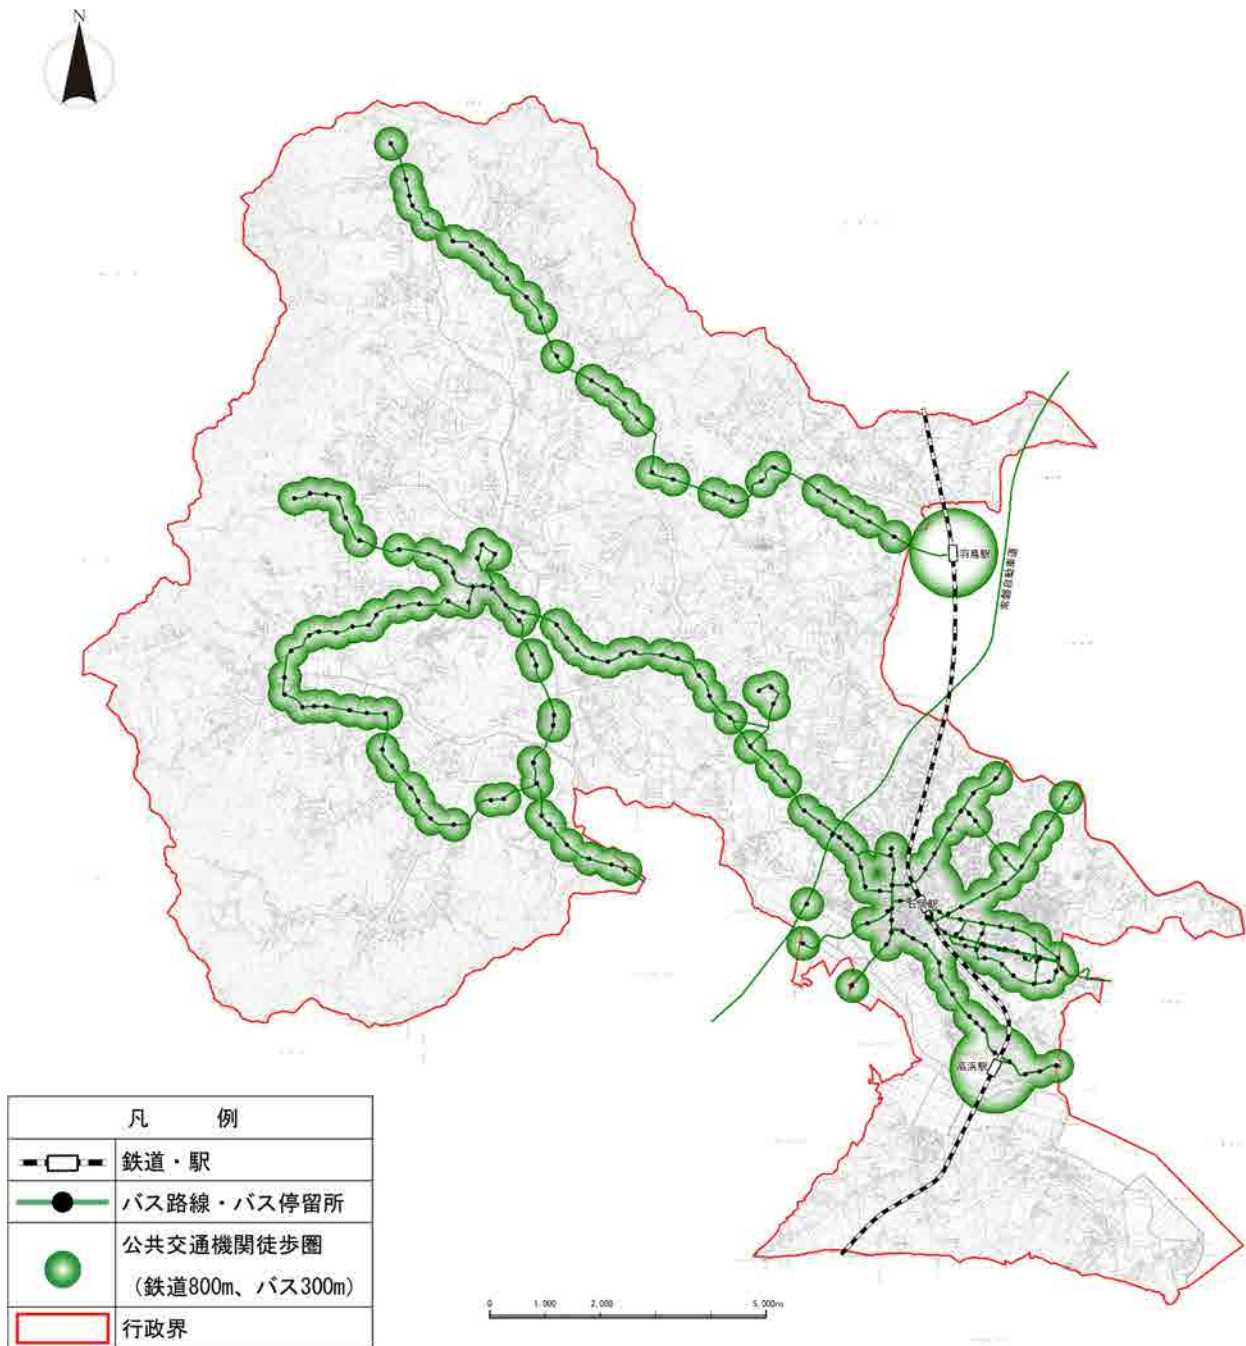 N
羽鳥駅
常磐自動車道
石岡駅
高浜駅
凡 例
鉄道・駅
バス路線・バス停留所
公共交通機関徒歩圏
（鉄道800m、バス300m）
行政界
0 1,000 2,000 5,000m